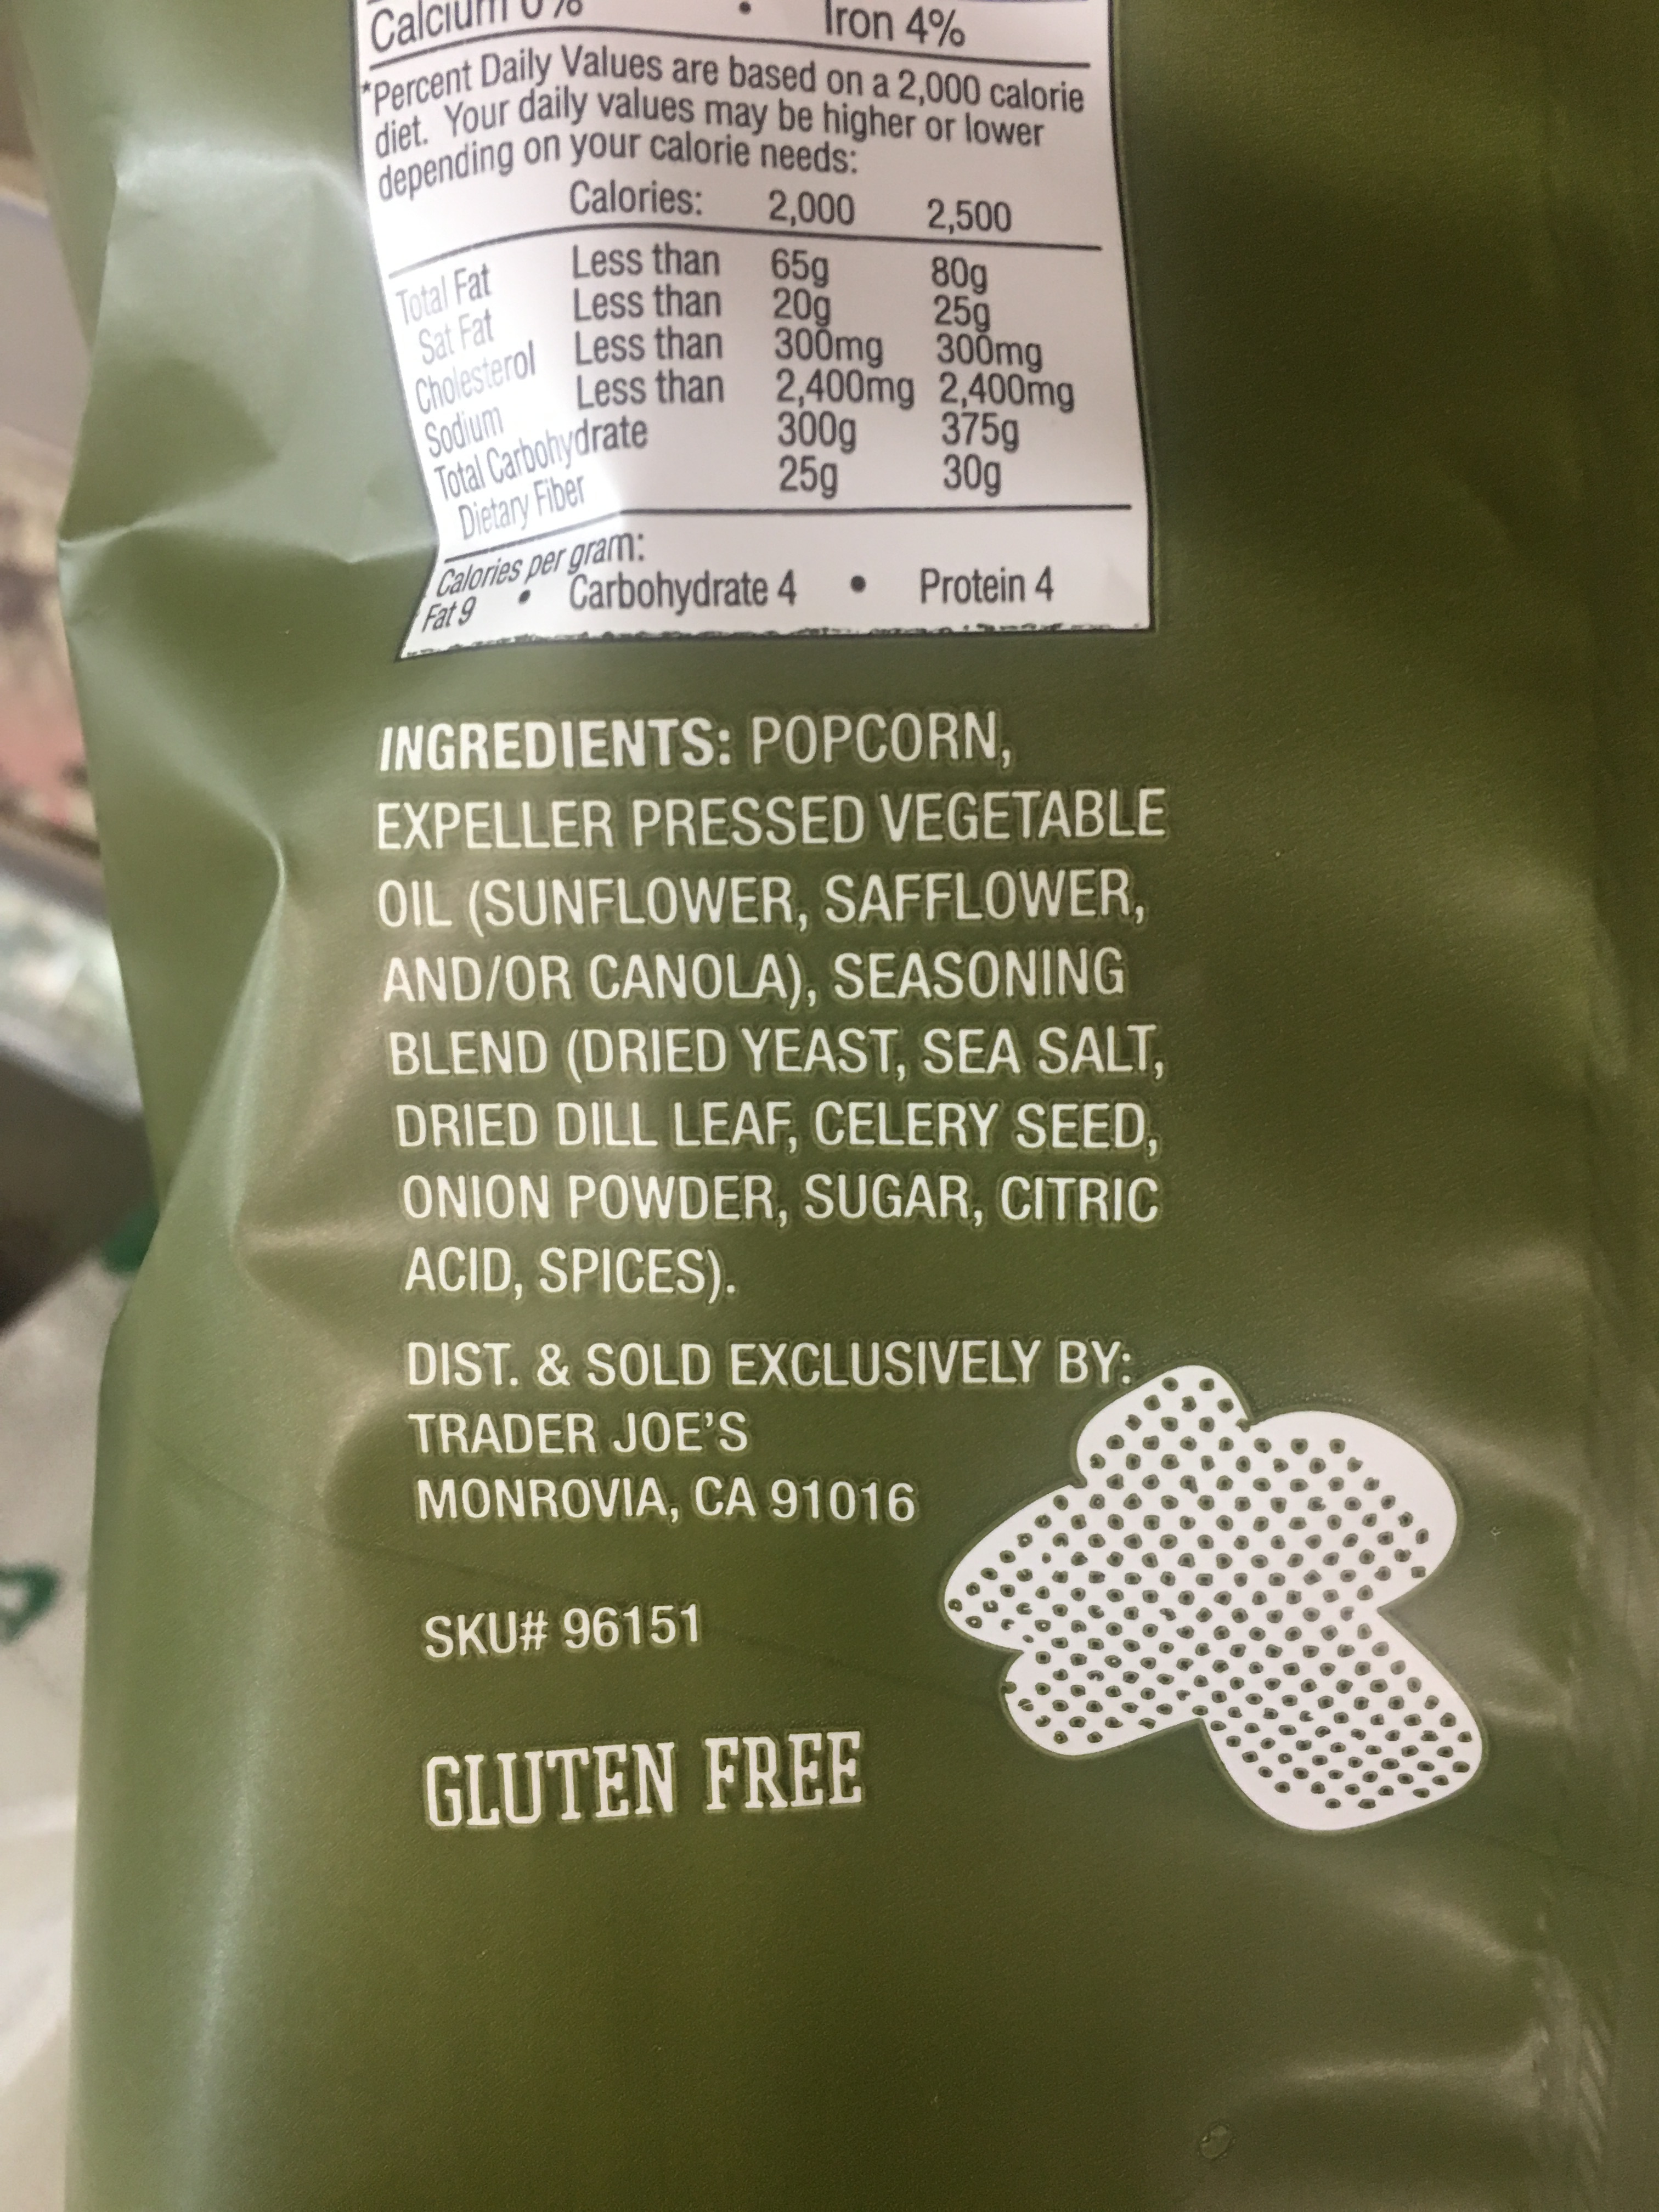 Calcium 0% • Iron 4%
*Percent Daily Values are based on a 2,000 calorie
diet. Your daily values may be higher or lower
depending on your calorie needs:
Calories: 2,000 2,500
Total Fat Less than 65g 80g
Sat Fat Less than 20g 25g
Cholesterol Less than 300mg 300mg
Sodium Less than 2,400mg 2,400mg
Total Carbohydrate 300g 375g
Dietary Fiber 25g 30g
Calories per gram:
Fat 9 • Carbohydrate 4 • Protein 4
INGREDIENTS: POPCORN,
EXPELLER PRESSED VEGETABLE
OIL (SUNFLOWER, SAFFLOWER,
AND/OR CANOLA), SEASONING
BLEND (DRIED YEAST, SEA SALT,
DRIED DILL LEAF, CELERY SEED,
ONION POWDER, SUGAR, CITRIC
ACID, SPICES).
DIST. & SOLD EXCLUSIVELY BY:
TRADER JOE'S
MONROVIA, CA 91016
SKU# 96151
GLUTEN FREE